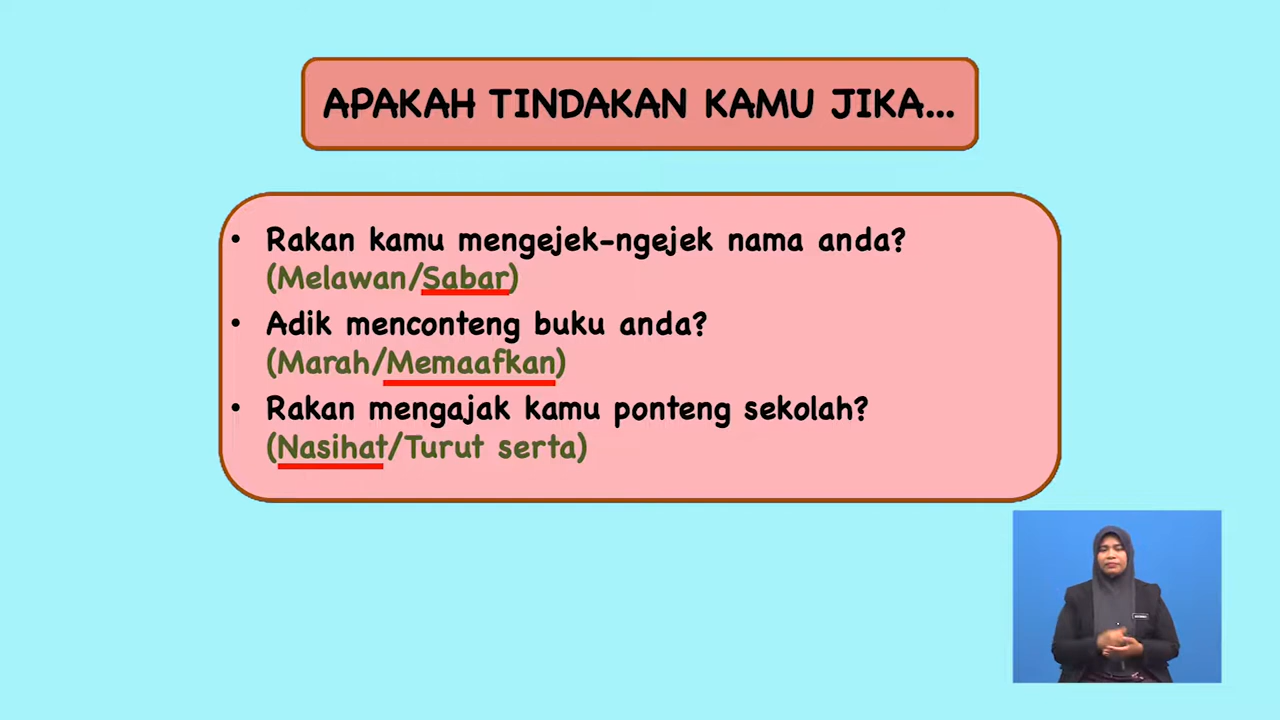 APAKAH TINDAKAN KAMU JIKA...
• Rakan kamu mengejek-ngejek nama anda?
(Melawan/Sabar)
• Adik menconteng buku anda?
(Marah/Memaafkan)
• Rakan mengajak kamu ponteng sekolah?
(Nasihat/Turut serta)